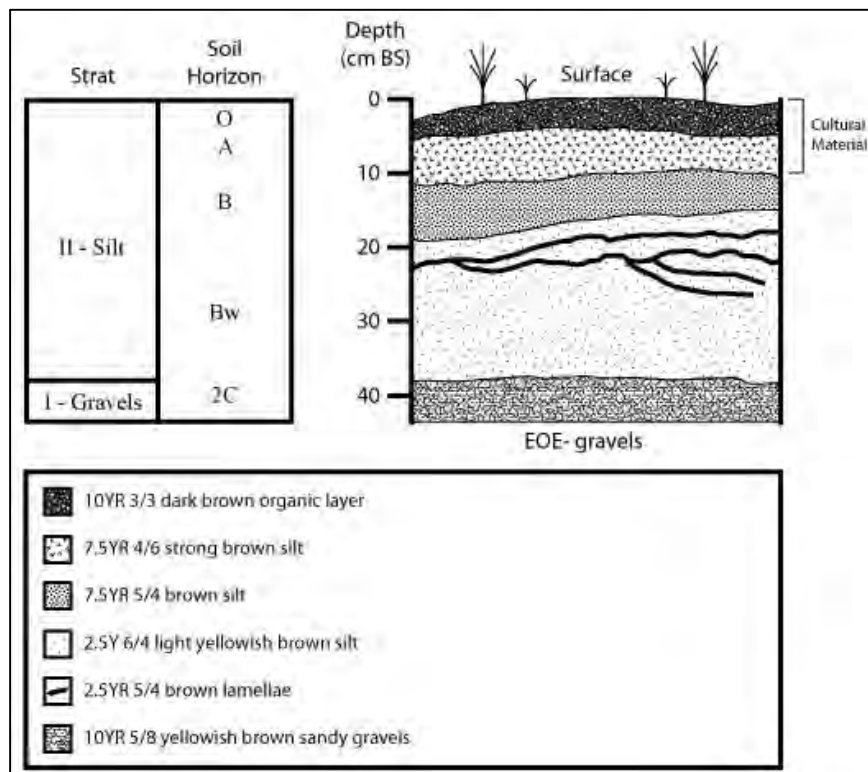 Strat
Soil
Horizon
Depth
(cm BS)
Surface
O
A
B
Bw
2C
II - Silt
I - Gravels
0
10
20
30
40
Cultural
Material
EOE- gravels
10YR 3/3 dark brown organic layer
7.5YR 4/6 strong brown silt
7.5YR 5/4 brown silt
2.5Y 6/4 light yellowish brown silt
2.5YR 5/4 brown lamellae
10YR 5/8 yellowish brown sandy gravels